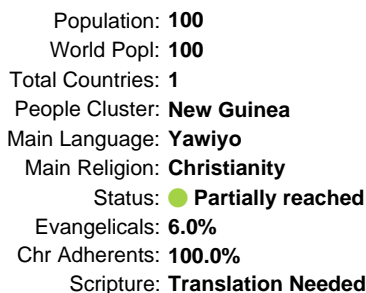 Population: 100
World Popl: 100
Total Countries: 1
People Cluster: New Guinea
Main Language: Yawiyo
Main Religion: Christianity
Status: Partially reached
Evangelicals: 6.0%
Chr Adherents: 100.0%
Scripture: Translation Needed